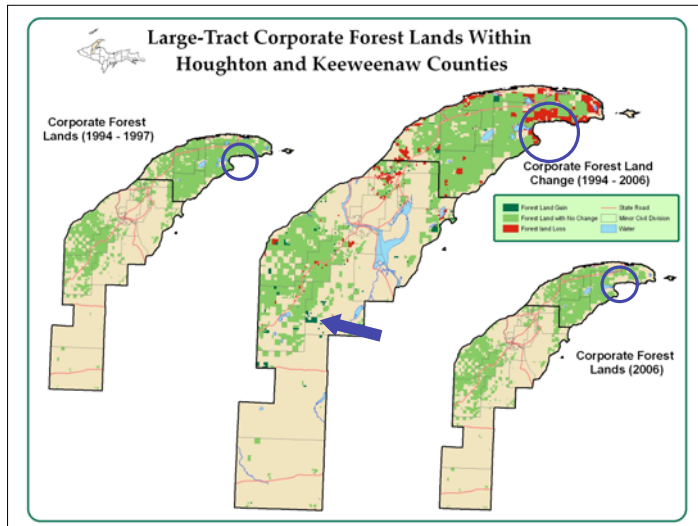 Large-Tract Corporate Forest Lands Within
Houghton and Keeweenaw Counties
Corporate Forest
Lands (1994 - 1997)
Corporate Forest Land
Change (1994 - 2006)
Forest Land Gain
Forest Land with No Change
Forest land Loss
State Road
Minor Civil Division
Water
Corporate Forest
Lands (2006)